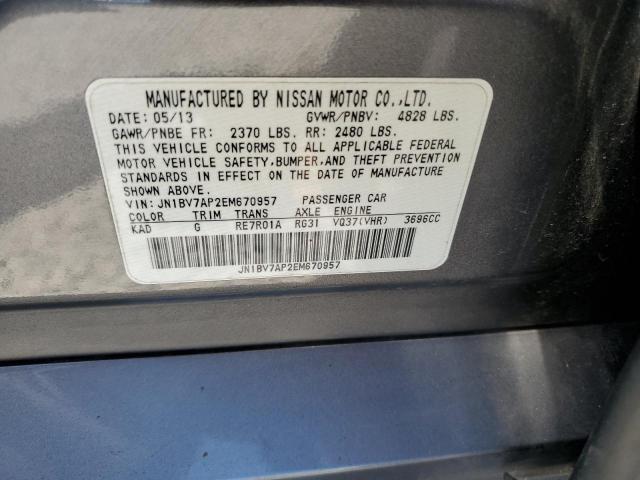 MANUFACTURED BY NISSAN MOTOR CO.,LTD.
DATE: 05/13 GVWR/PNBV: 4828 LBS.
GAWR/PNBE FR: 2370 LBS. RR: 2480 LBS.
THIS VEHICLE CONFORMS TO ALL APPLICABLE FEDERAL
MOTOR VEHICLE SAFETY,BUMPER,AND THEFT PREVENTION
STANDARDS IN EFFECT ON THE DATE OF MANUFACTURE
SHOWN ABOVE.
VIN: JN1BV7AP2EM670957 PASSENGER CAR
COLOR TRIM TRANS AXLE ENGINE
KAD G RE7R01A RG31 VQ37(VHR) 3696CC
JN1BV7AP2EM670957